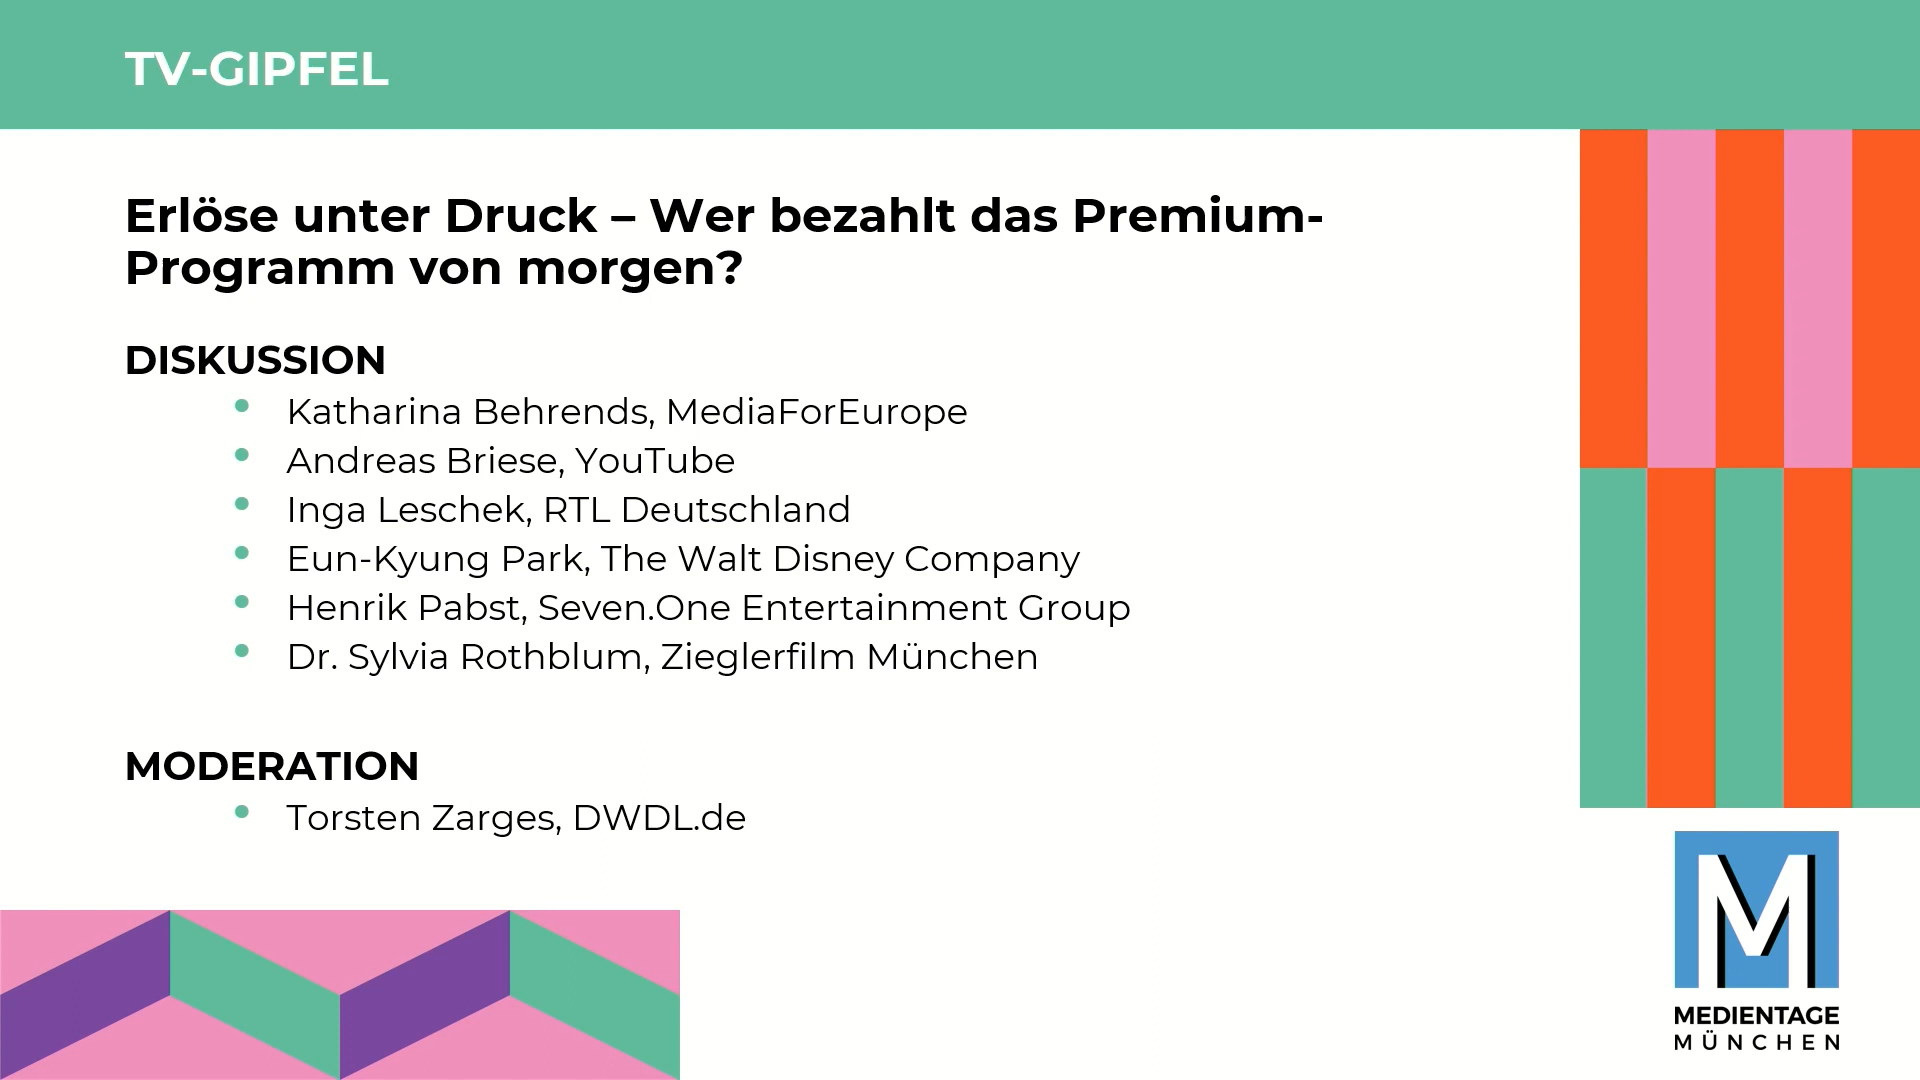 TV-GIPFEL
Erlöse unter Druck – Wer bezahlt das Premium-
Programm von morgen?
DISKUSSION
• Katharina Behrends, MediaForEurope
• Andreas Briese, YouTube
• Inga Leschek, RTL Deutschland
• Eun-Kyung Park, The Walt Disney Company
• Henrik Pabst, Seven.One Entertainment Group
• Dr. Sylvia Rothblum, Zieglerfilm München
MODERATION
• Torsten Zarges, DWDL.de
M
MEDIENTAGE
MÜNCHEN